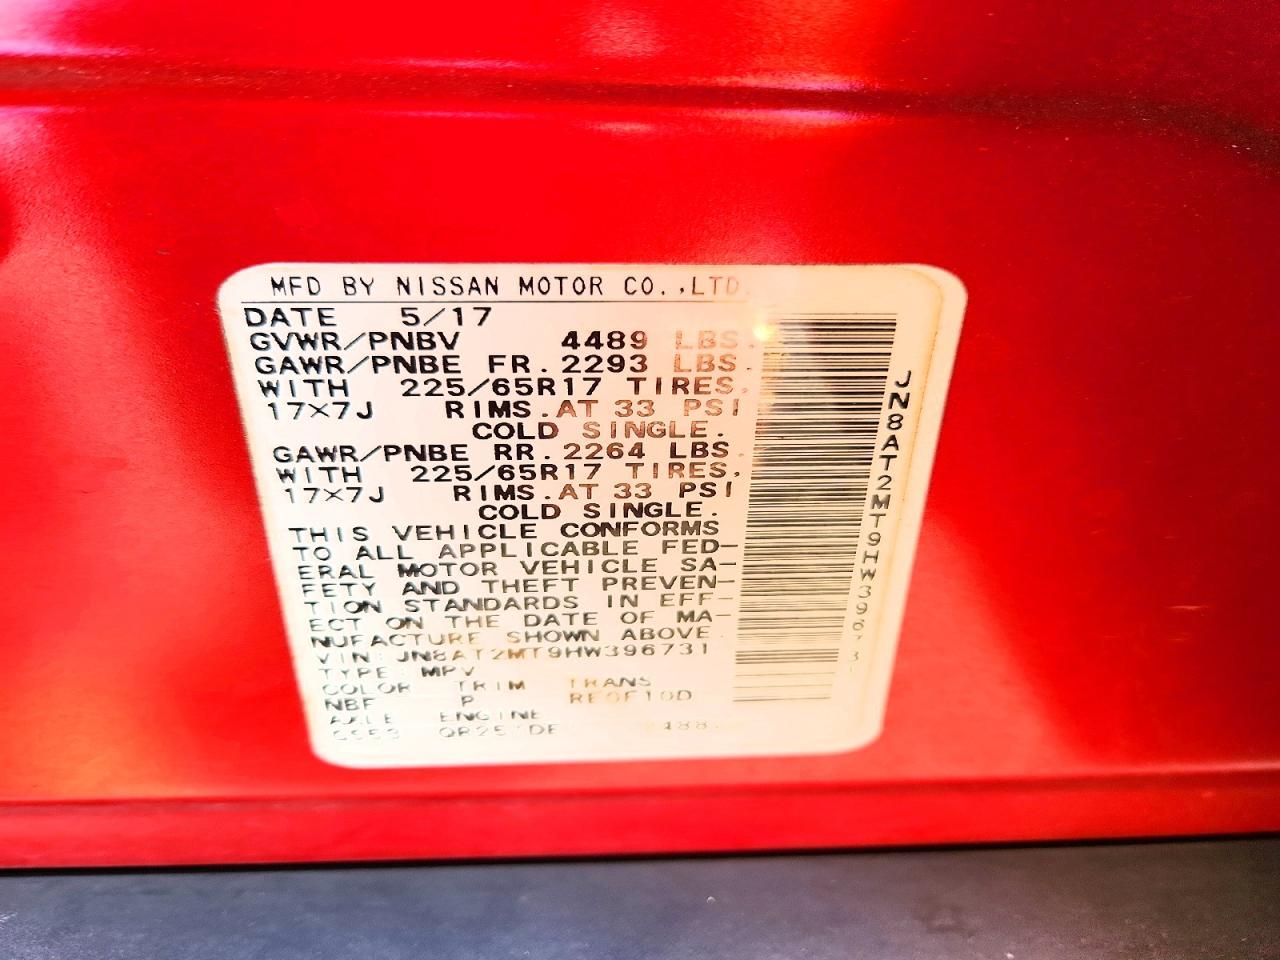 MFD BY NISSAN MOTOR CO.,LTD.
DATE 5/17
GVWR/PNBV 4489 LBS.
GAWR/PNBE FR. 2293 LBS.
WITH 225/65R17 TIRES.
17×7J RIMS. AT 33 PSI
COLD SINGLE.
GAWR/PNBE RR. 2264 LBS.
WITH 225/65R17 TIRES.
17×7J RIMS. AT 33 PSI
COLD SINGLE.
THIS VEHICLE CONFORMS
TO ALL APPLICABLE FED-
ERAL MOTOR VEHICLE SA-
FETY AND THEFT PREVEN-
TION STANDARDS IN EFF-
ECT ON THE DATE OF MA-
NUFACTURE SHOWN ABOVE.
VIN: JN8AT2MT9HW396731
TYPE: MPV
COLOR TRIM TRANS
NBF P RE0F10D
AXLE ENGINE
JN8AT2MT9HW396731